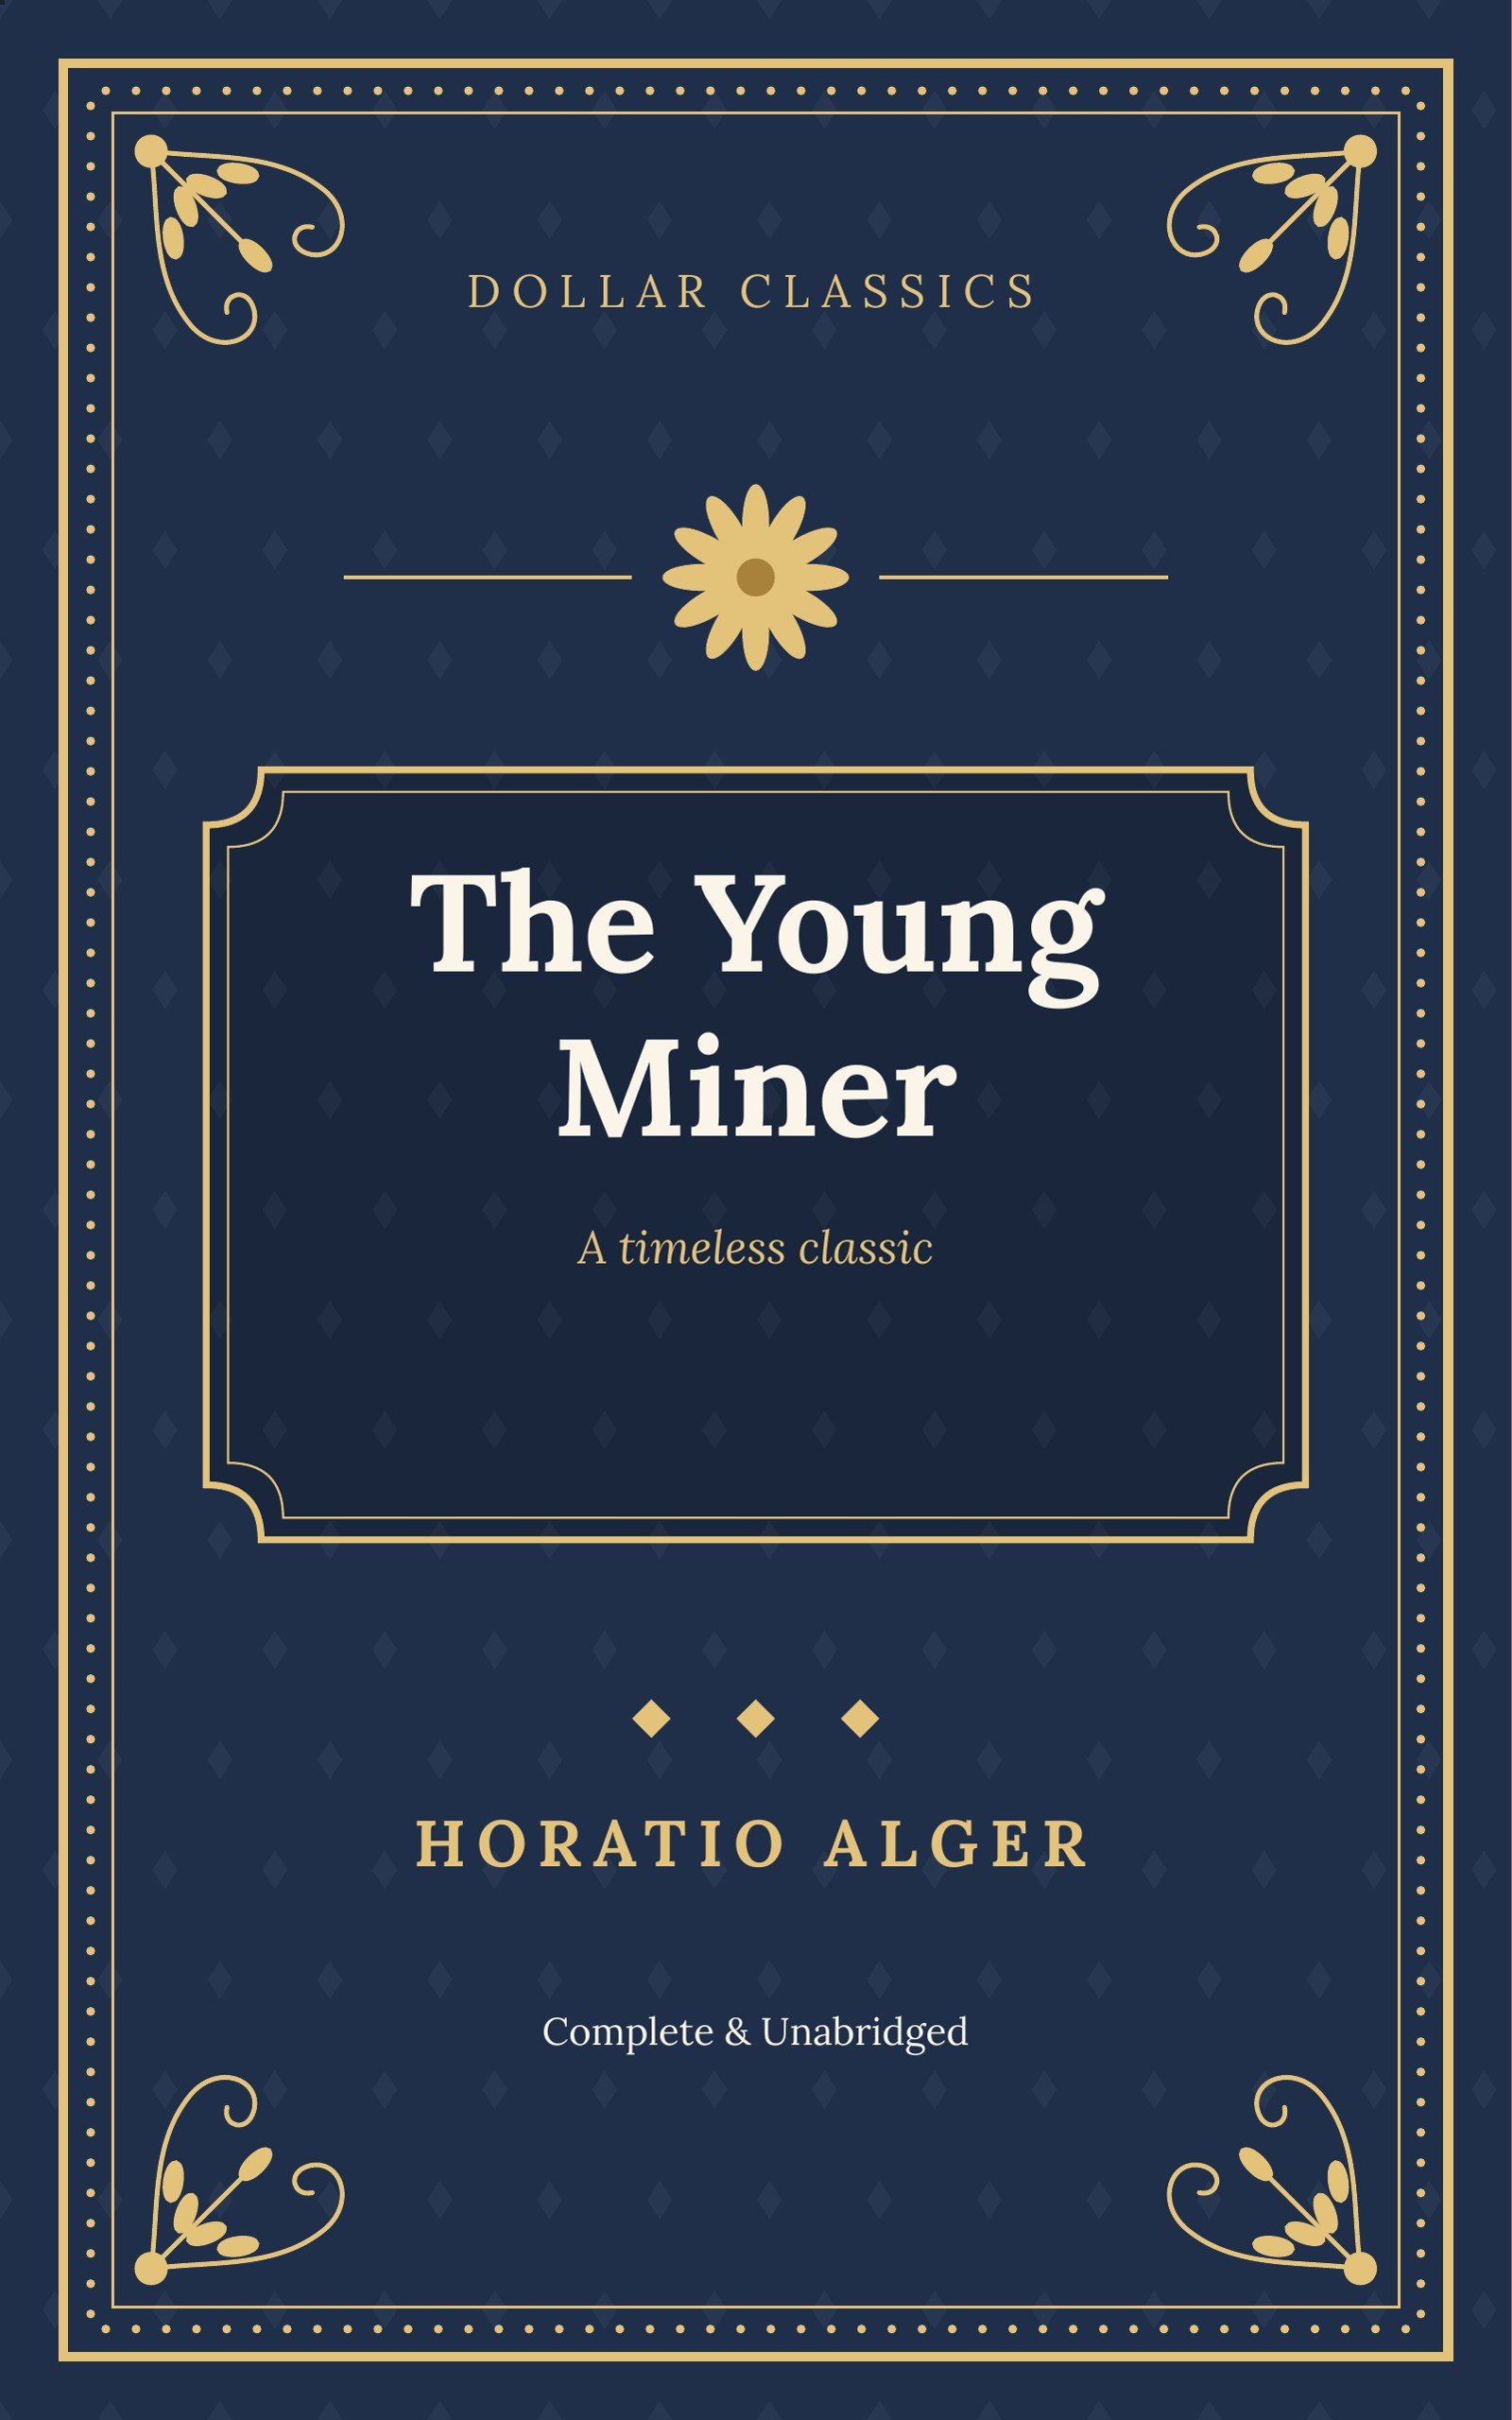 DOLLAR CLASSICS
The Young
Miner
A timeless classic
HORATIO ALGER
Complete & Unabridged